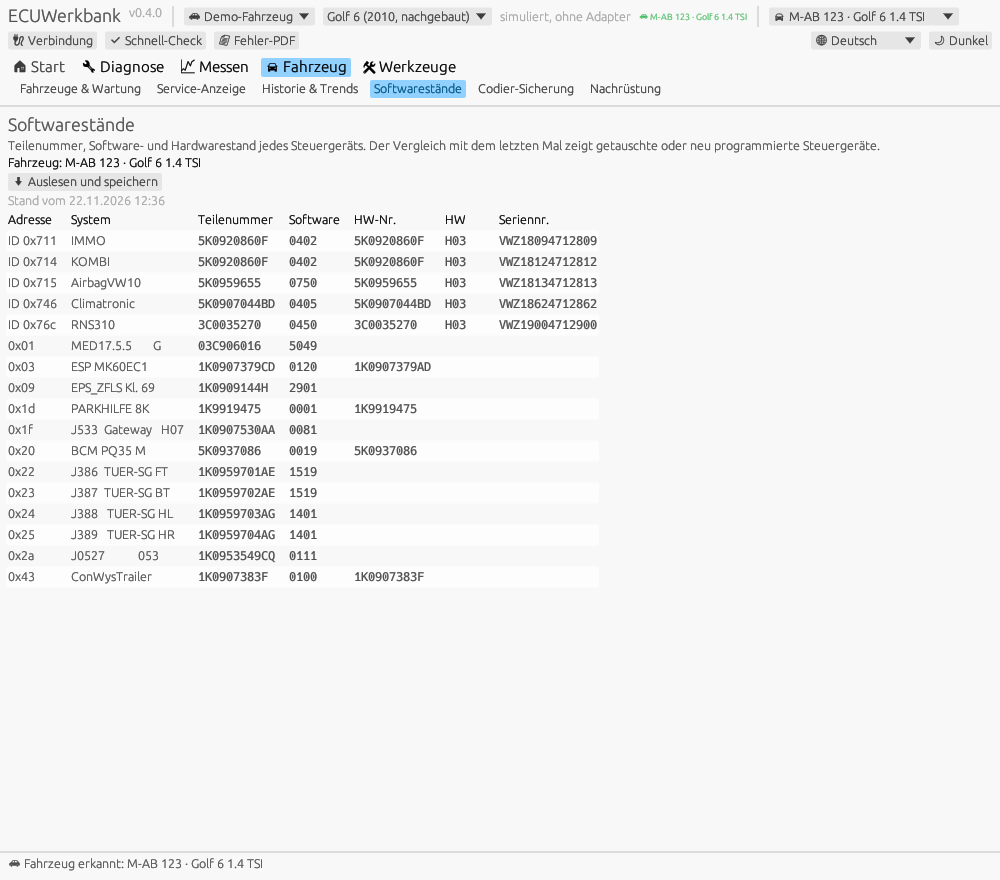 ECUWerkbank v0.4.0 Demo-Fahrzeug Golf 6 (2010, nachgebaut) simuliert, ohne Adapter M-AB 123 · Golf 6 1.4 TSI M-AB 123 · Golf 6 1.4 TSI
Verbindung Schnell-Check Fehler-PDF Deutsch Dunkel
Start Diagnose Messen Fahrzeug Werkzeuge
Fahrzeuge & Wartung Service-Anzeige Historie & Trends Softwarestände Codier-Sicherung Nachrüstung
Softwarestände
Teilenummer, Software- und Hardwarestand jedes Steuergeräts. Der Vergleich mit dem letzten Mal zeigt getauschte oder neu programmierte Steuergeräte.
Fahrzeug: M-AB 123 · Golf 6 1.4 TSI
Auslesen und speichern
Stand vom 22.11.2026 12:36
Adresse System Teilenummer Software HW-Nr. HW Seriennr.
ID 0x711 IMMO 5K0920860F 0402 5K0920860F H03 VWZ18094712809
ID 0x714 KOMBI 5K0920860F 0402 5K0920860F H03 VWZ18124712812
ID 0x715 AirbagVW10 5K0959655 0750 5K0959655 H03 VWZ18134712813
ID 0x746 Climatronic 5K0907044BD 0405 5K0907044BD H03 VWZ18624712862
ID 0x76c RNS310 3C0035270 0450 3C0035270 H03 VWZ19004712900
0x01 MED17.5.5 G 03C906016 5049
0x03 ESP MK60EC1 1K0907379CD 0120 1K0907379AD
0x09 EPS_ZFLS Kl. 69 1K0909144H 2901
0x1d PARKHILFE 8K 1K9919475 0001 1K9919475
0x1f J533 Gateway H07 1K0907530AA 0081
0x20 BCM PQ35 M 5K0937086 0019 5K0937086
0x22 J386 TUER-SG FT 1K0959701AE 1519
0x23 J387 TUER-SG BT 1K0959702AE 1519
0x24 J388 TUER-SG HL 1K0959703AG 1401
0x25 J389 TUER-SG HR 1K0959704AG 1401
0x2a J0527 053 1K0953549CQ 0111
0x43 ConWysTrailer 1K0907383F 0100 1K0907383F
Fahrzeug erkannt: M-AB 123 · Golf 6 1.4 TSI